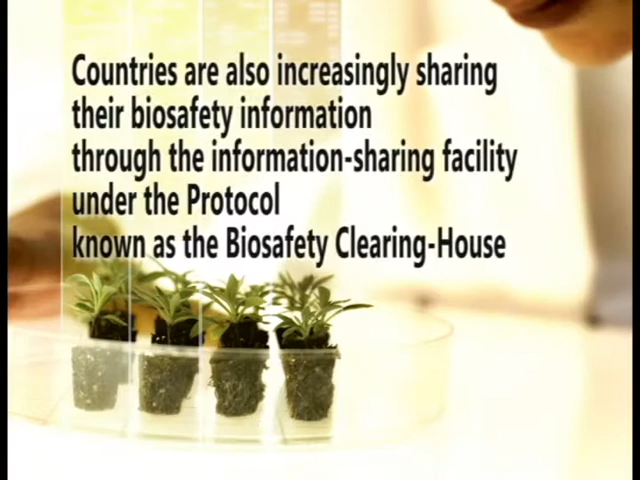 Countries are also increasingly sharing
their biosafety information
through the information-sharing facility
under the Protocol
known as the Biosafety Clearing-House